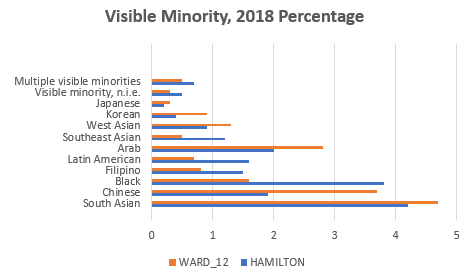 Visible Minority, 2018 Percentage
Multiple visible minorities
Visible minority, n.i.e.
Japanese
Korean
West Asian
Southeast Asian
Arab
Latin American
Filipino
Black
Chinese
South Asian
0 1 2 3 4 5
WARD_12 HAMILTON